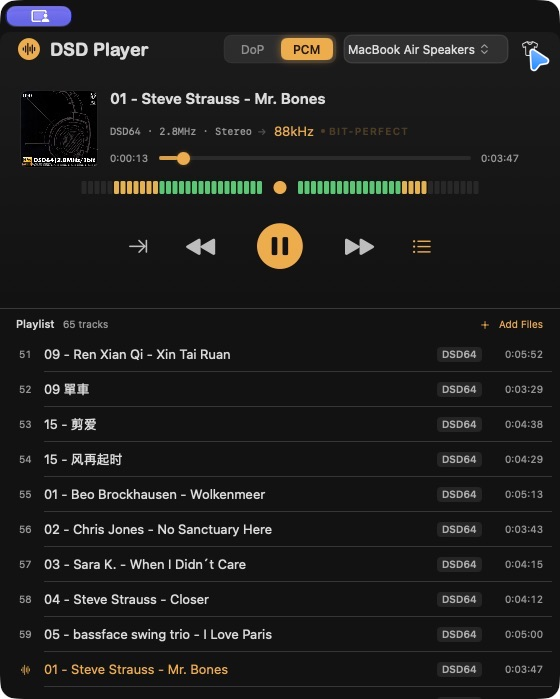 DSD Player
DoP PCM MacBook Air Speakers
01 - Steve Strauss - Mr. Bones
DSD64 · 2.8MHz · Stereo → 88kHz • BIT-PERFECT
DSD64|2.8MHz/1bit
0:00:13 0:03:47
Playlist 65 tracks + Add Files
51 09 - Ren Xian Qi - Xin Tai Ruan DSD64 0:05:52
52 09 單車 DSD64 0:03:29
53 15 - 剪爱 DSD64 0:04:38
54 15 - 风再起时 DSD64 0:04:29
55 01 - Beo Brockhausen - Wolkenmeer DSD64 0:05:13
56 02 - Chris Jones - No Sanctuary Here DSD64 0:03:43
57 03 - Sara K. - When I Didn´t Care DSD64 0:04:15
58 04 - Steve Strauss - Closer DSD64 0:04:12
59 05 - bassface swing trio - I Love Paris DSD64 0:05:00
01 - Steve Strauss - Mr. Bones DSD64 0:03:47